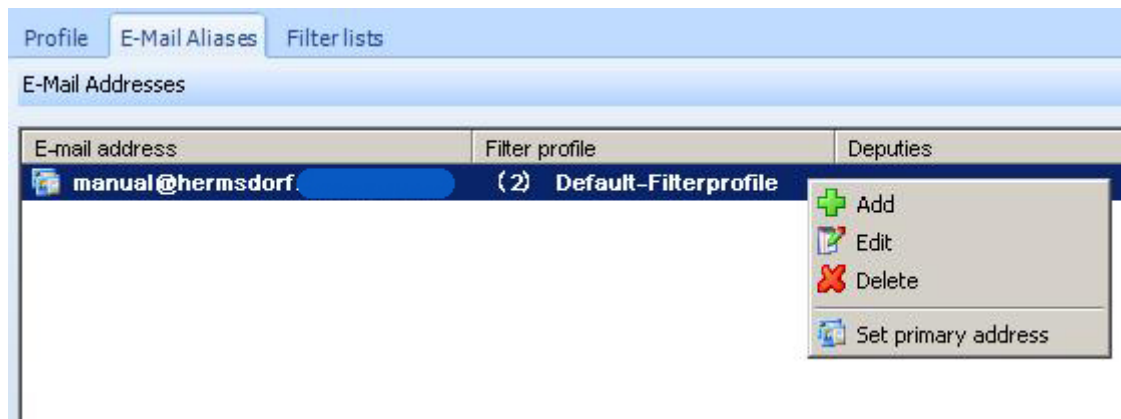 Profile E-Mail Aliases Filter lists
E-Mail Addresses
E-mail address Filter profile Deputies
manual@hermsdorf. (2) Default-Filterprofile
Add
Edit
Delete
Set primary address